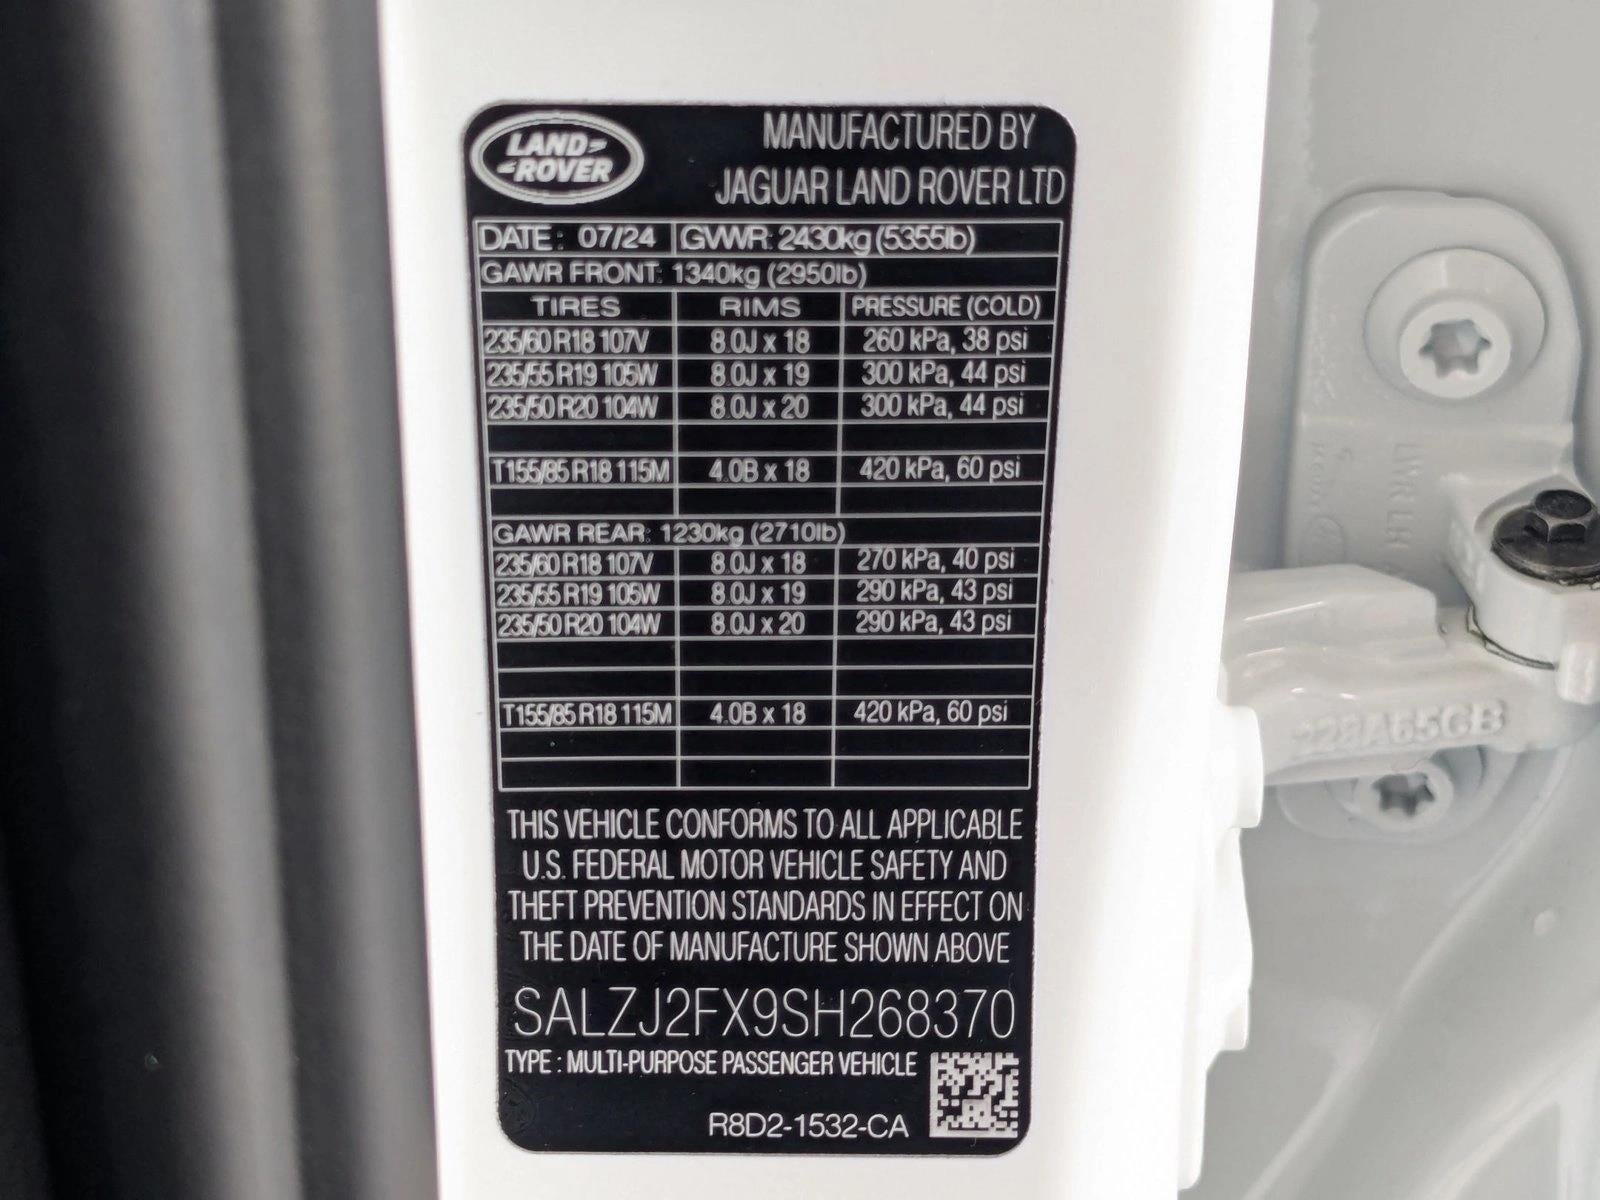 LAND
ROVER
MANUFACTURED BY
JAGUAR LAND ROVER LTD
DATE: 07/24 GVWR: 2430kg (5355lb)
GAWR FRONT: 1340kg (2950lb)
TIRES RIMS PRESSURE (COLD)
235/60 R18 107V 8.0J x 18 260 kPa, 38 psi
235/55 R19 105W 8.0J x 19 300 kPa, 44 psi
235/50 R20 104W 8.0J x 20 300 kPa, 44 psi
T155/85 R18 115M 4.0B x 18 420 kPa, 60 psi
GAWR REAR: 1230kg (2710lb)
235/60 R18 107V 8.0J x 18 270 kPa, 40 psi
235/55 R19 105W 8.0J x 19 290 kPa, 43 psi
235/50 R20 104W 8.0J x 20 290 kPa, 43 psi
T155/85 R18 115M 4.0B x 18 420 kPa, 60 psi
THIS VEHICLE CONFORMS TO ALL APPLICABLE
U.S. FEDERAL MOTOR VEHICLE SAFETY AND
THEFT PREVENTION STANDARDS IN EFFECT ON
THE DATE OF MANUFACTURE SHOWN ABOVE
SALZJ2FX9SH268370
TYPE : MULTI-PURPOSE PASSENGER VEHICLE
R8D2-1532-CA